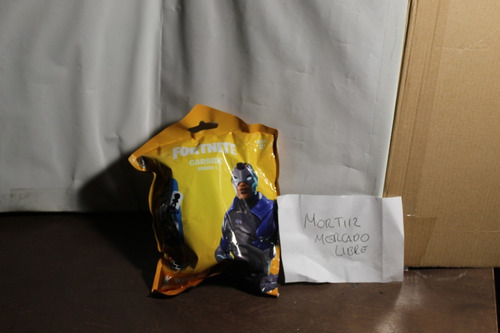 FORTNITE
CARBIDE
MORTIR
MERCADO
LIBRE